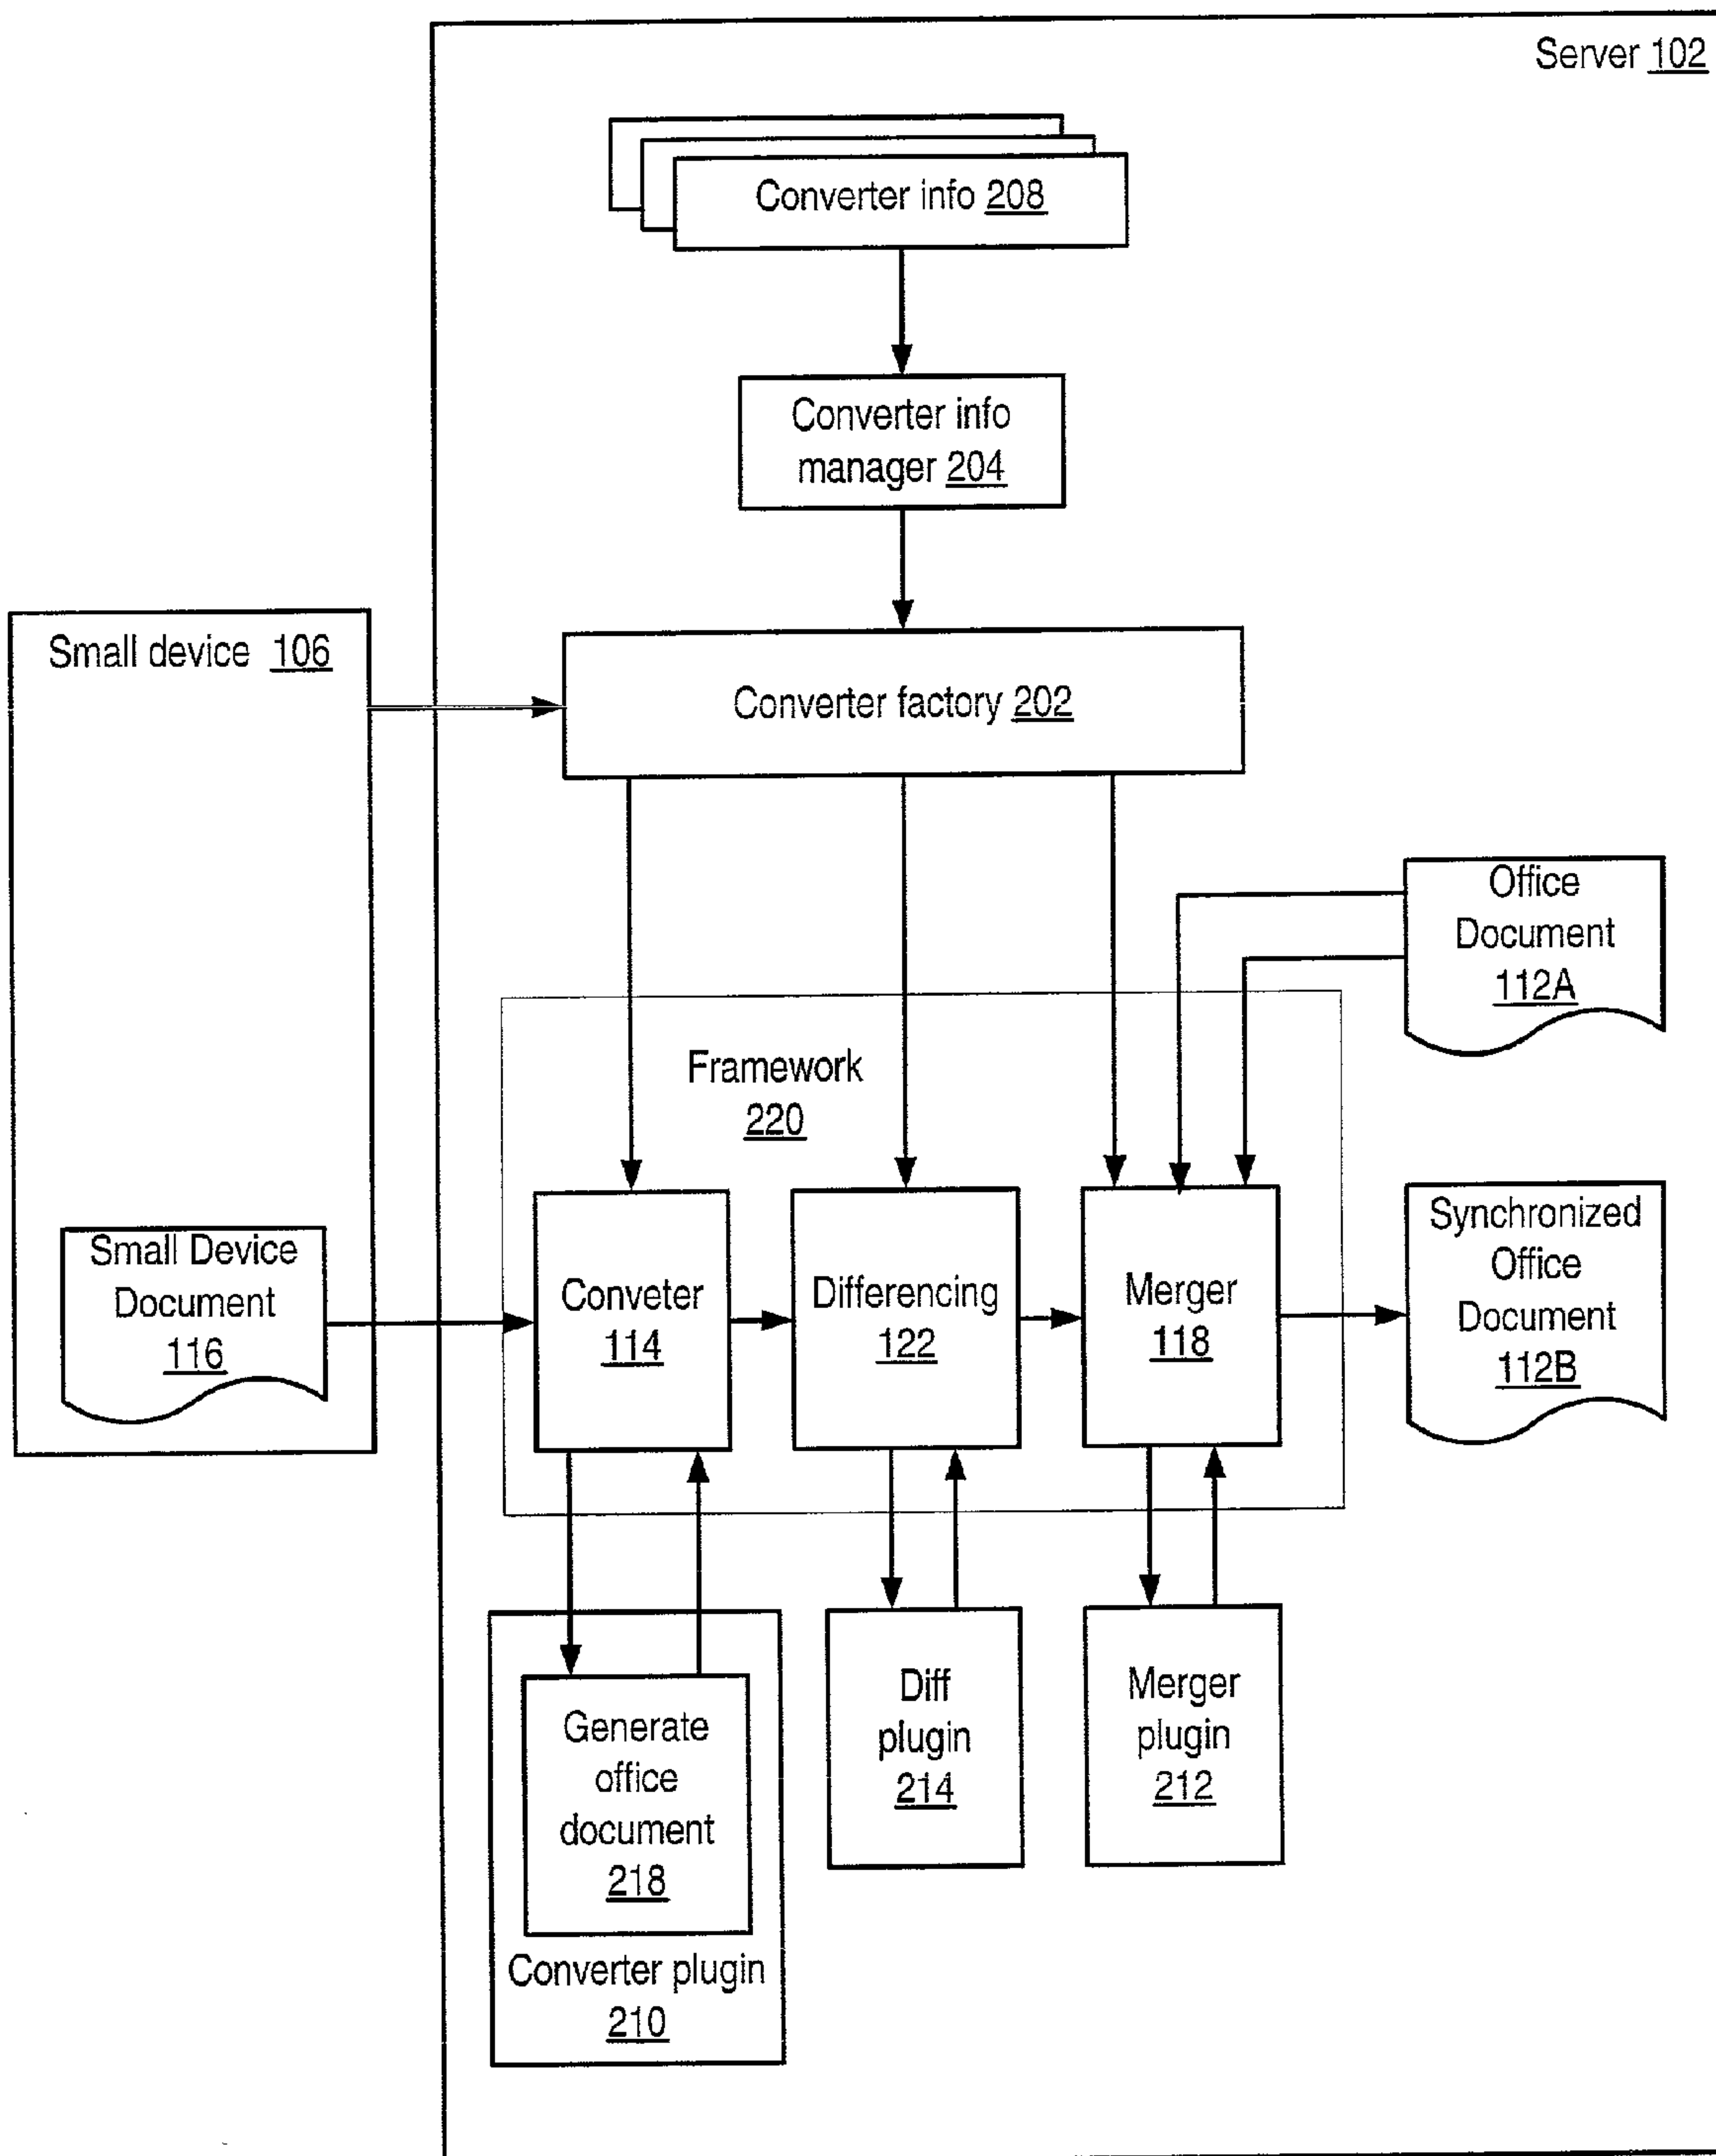 Server 102
Converter info 208
Converter info
manager 204
Small device 106
Converter factory 202
Office
Document
112A
Framework
220
Small Device
Document
116
Conveter
114
Differencing
122
Merger
118
Synchronized
Office
Document
112B
Generate
office
document
218
Converter plugin
210
Diff
plugin
214
Merger
plugin
212